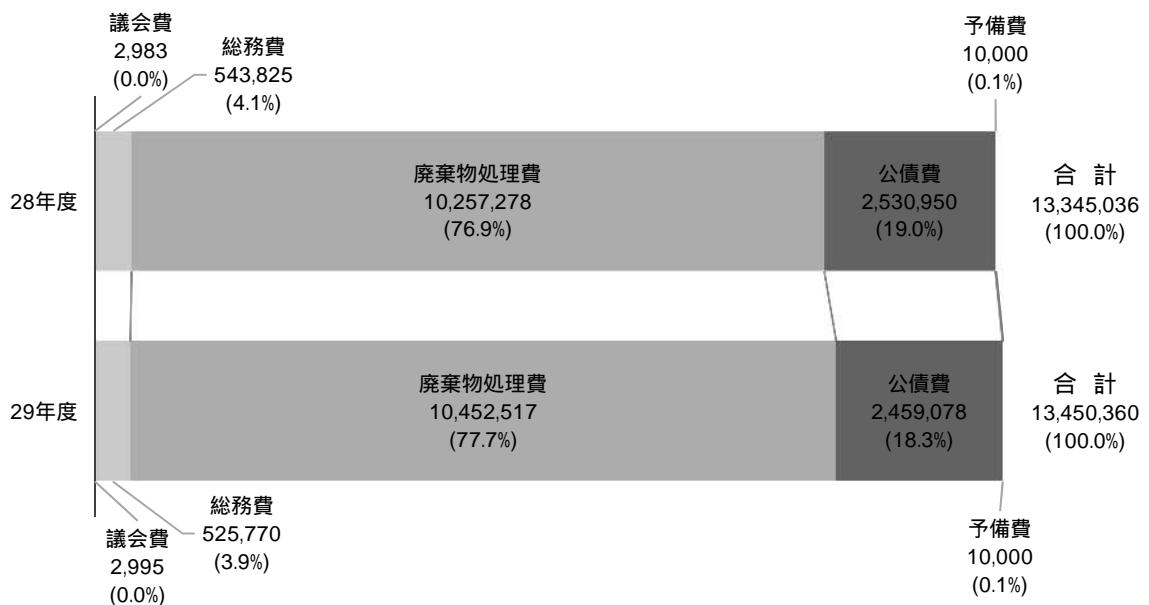 議会費
2,983
(0.0%)
総務費
543,825
(4.1%)
予備費
10,000
(0.1%)
28年度
廃棄物処理費
10,257,278
(76.9%)
公債費
2,530,950
(19.0%)
合 計
13,345,036
(100.0%)
29年度
廃棄物処理費
10,452,517
(77.7%)
公債費
2,459,078
(18.3%)
合 計
13,450,360
(100.0%)
議会費
2,995
(0.0%)
総務費
525,770
(3.9%)
予備費
10,000
(0.1%)